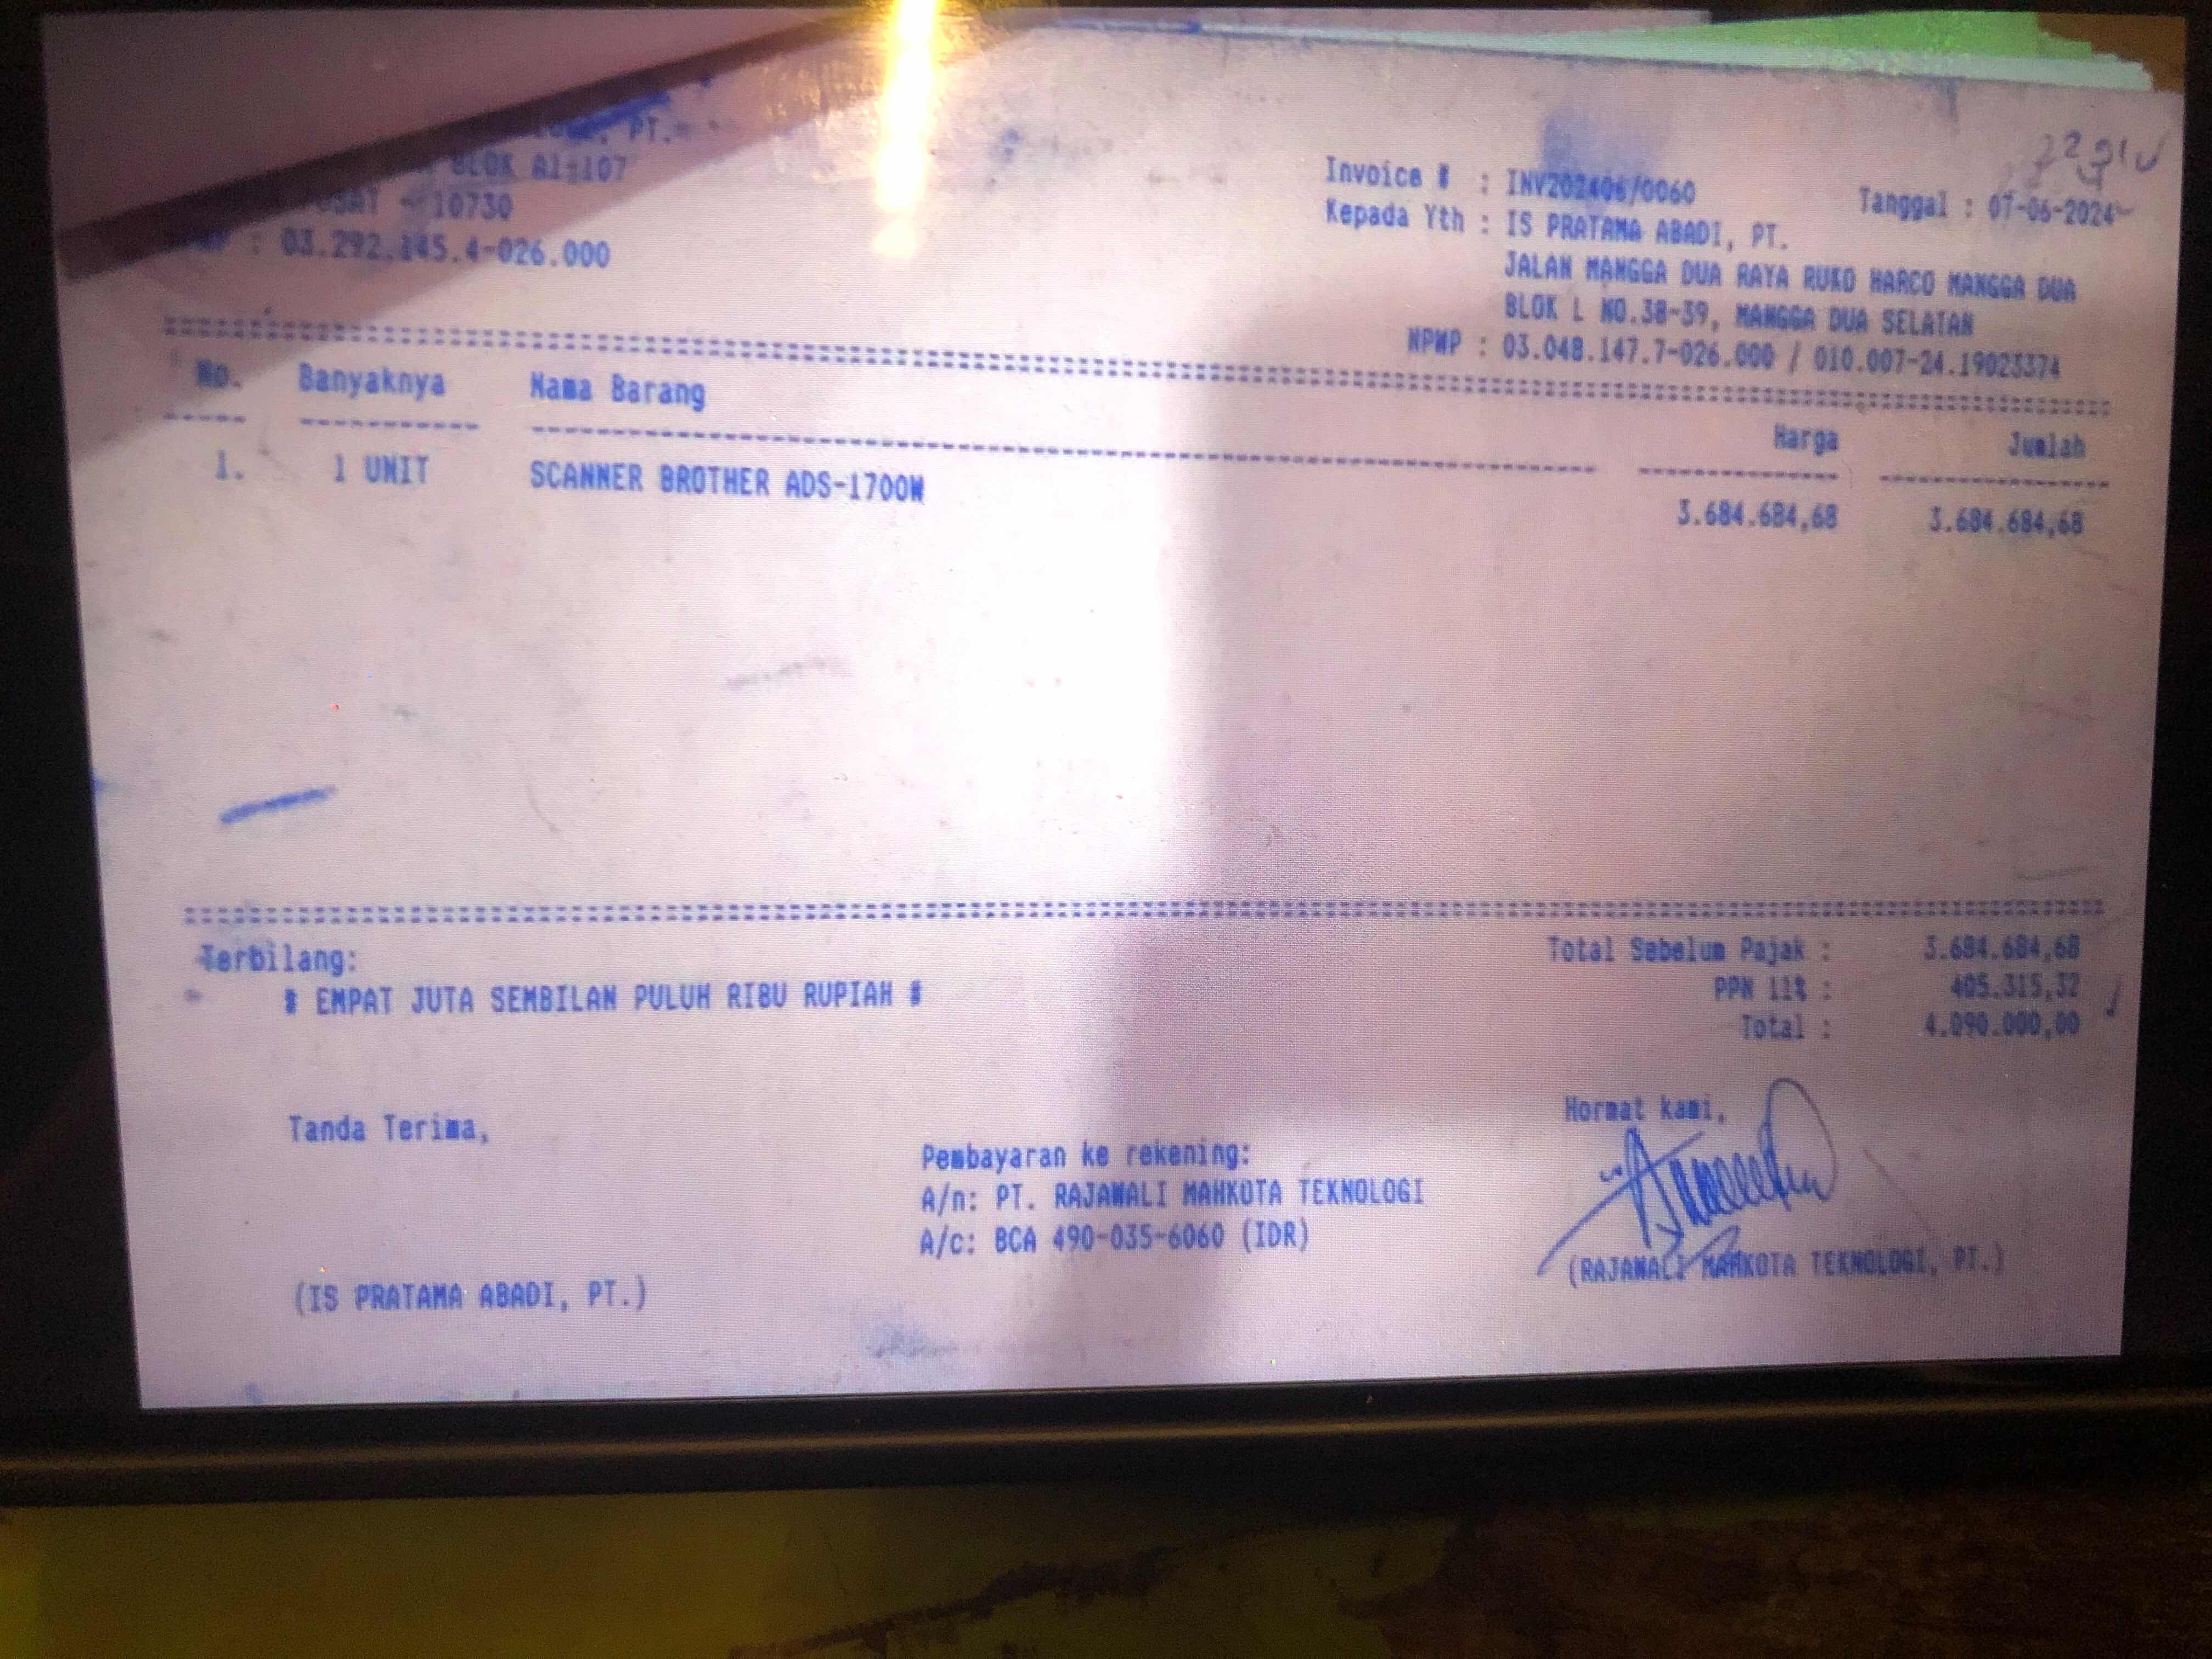 PT.
BLOK A1-107
- 10730
: 03.292.145.4-026.000
Invoice # : INV202406/0060
Tanggal : 07-06-2024
Kepada Yth : IS PRATAMA ABADI, PT.
JALAN MANGGA DUA RAYA RUKO HARCO MANGGA DUA
BLOK L NO.38-39, MANGGA DUA SELATAN
NPWP : 03.048.147.7-026.000 / 010.007-24.19023374
No. Banyaknya Nama Barang Harga Jumlah
1. 1 UNIT SCANNER BROTHER ADS-1700W 3.684.684,68 3.684.684,68
Terbilang:
# EMPAT JUTA SEMBILAN PULUH RIBU RUPIAH #
Total Sebelum Pajak : 3.684.684,68
PPN 11% : 405.315,32
Total : 4.090.000,00
Tanda Terima,
(IS PRATAMA ABADI, PT.)
Pembayaran ke rekening:
A/n: PT. RAJAWALI MAHKOTA TEKNOLOGI
A/c: BCA 490-035-6060 (IDR)
Hormat kami,
(RAJAWALI MAHKOTA TEKNOLOGI, PT.)